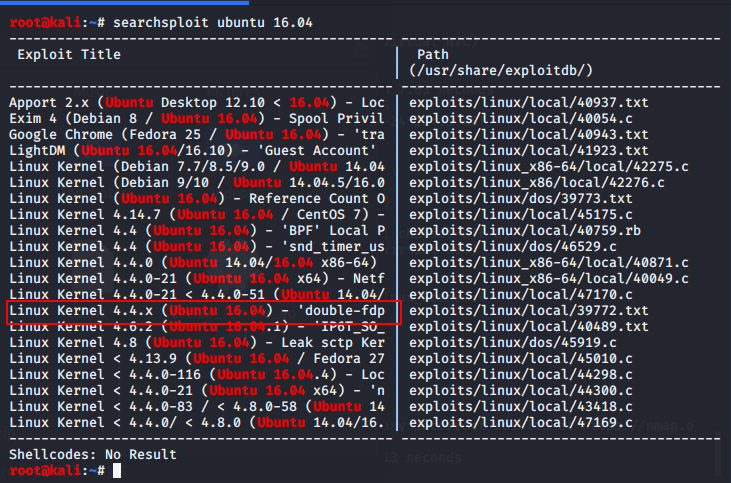 root@kali:~# searchsploit ubuntu 16.04
Exploit Title | Path
| (/usr/share/exploitdb/)
Apport 2.x (Ubuntu Desktop 12.10 < 16.04) - Loc | exploits/linux/local/40937.txt
Exim 4 (Debian 8 / Ubuntu 16.04) - Spool Privil | exploits/linux/local/40054.c
Google Chrome (Fedora 25 / Ubuntu 16.04) - 'tra | exploits/linux/local/40943.txt
LightDM (Ubuntu 16.04/16.10) - 'Guest Account' | exploits/linux/local/41923.txt
Linux Kernel (Debian 7.7/8.5/9.0 / Ubuntu 14.04 | exploits/linux_x86-64/local/42275.c
Linux Kernel (Debian 9/10 / Ubuntu 14.04.5/16.0 | exploits/linux_x86/local/42276.c
Linux Kernel (Ubuntu 16.04) - Reference Count O | exploits/linux/dos/39773.txt
Linux Kernel 4.14.7 (Ubuntu 16.04 / CentOS 7) - | exploits/linux/local/45175.c
Linux Kernel 4.4 (Ubuntu 16.04) - 'BPF' Local P | exploits/linux/local/40759.rb
Linux Kernel 4.4 (Ubuntu 16.04) - 'snd_timer_us | exploits/linux/dos/46529.c
Linux Kernel 4.4.0 (Ubuntu 14.04/16.04 x86-64) | exploits/linux_x86-64/local/40871.c
Linux Kernel 4.4.0-21 (Ubuntu 16.04 x64) - Netf | exploits/linux_x86-64/local/40049.c
Linux Kernel 4.4.0-21 < 4.4.0-51 (Ubuntu 14.04/ | exploits/linux/local/47170.c
Linux Kernel 4.4.x (Ubuntu 16.04) - 'double-fdp | exploits/linux/local/39772.txt
Linux Kernel 4.6.2 (Ubuntu 16.04.1) - 'IP6T_SO_ | exploits/linux/local/40489.txt
Linux Kernel 4.8 (Ubuntu 16.04) - Leak sctp Ker | exploits/linux/dos/45919.c
Linux Kernel < 4.13.9 (Ubuntu 16.04 / Fedora 27 | exploits/linux/local/45010.c
Linux Kernel < 4.4.0-116 (Ubuntu 16.04.4) - Loc | exploits/linux/local/44298.c
Linux Kernel < 4.4.0-21 (Ubuntu 16.04 x64) - 'n | exploits/linux/local/44300.c
Linux Kernel < 4.4.0-83 / < 4.8.0-58 (Ubuntu 14 | exploits/linux/local/43418.c
Linux Kernel < 4.4.0/ < 4.8.0 (Ubuntu 14.04/16. | exploits/linux/local/47169.c
Shellcodes: No Result
root@kali:~#